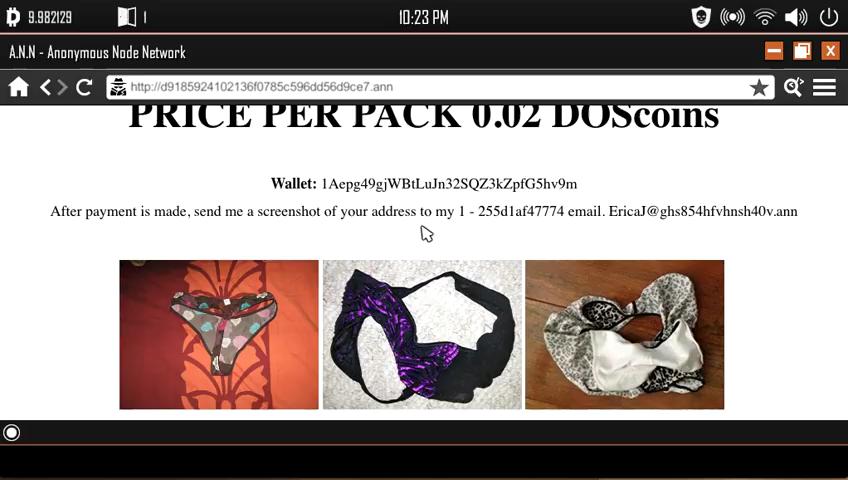 9.982129
1
10:23 PM
A.N.N - Anonymous Node Network
http://d9185924102136f0785c596dd56d9ce7.ann
PRICE PER PACK 0.02 DOScoins
Wallet: 1Aepg49gjWBtLuJn32SQZ3kZpfG5hv9m
After payment is made, send me a screenshot of your address to my 1 - 255d1af47774 email. EricaJ@ghs854hfvhnsh40v.ann